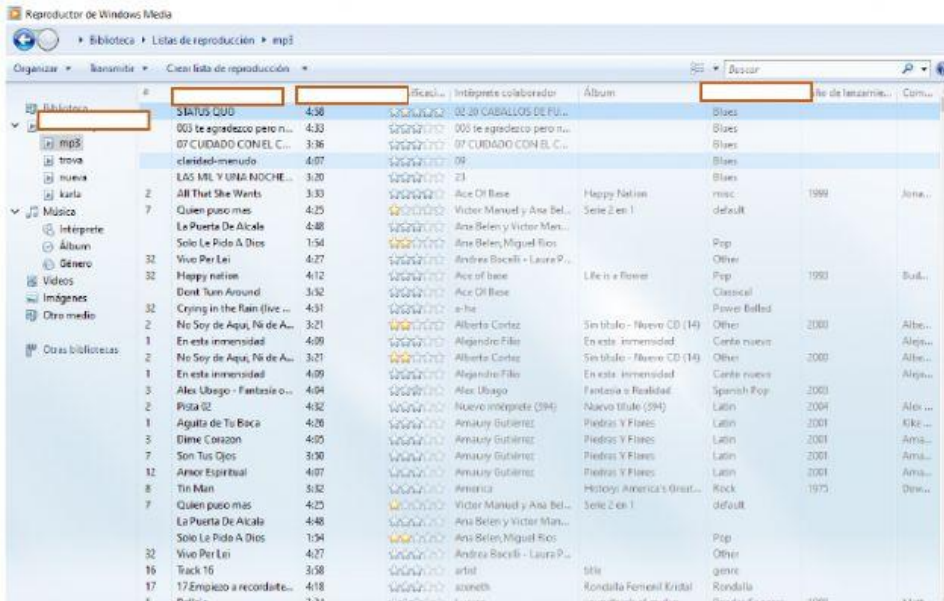 Reproductor de Windows Media
Biblioteca Listas de reproducción mp3
Organizar Transmitir Crear lista de reproducción Buscar
# ificaci... Intérprete colaborador Álbum ño de lanzamie... Com...
Biblioteca
mp3
trova
nueva
karla
Música
Intérprete
Álbum
Género
Videos
Imágenes
Otro medio
Otras bibliotecas
STATUS QUO 4:58 02-20 CABALLOS DE FU... Blues
003 te agradezco pero n... 4:33 003 te agradezco pero n... Blues
07 CUIDADO CON EL C... 3:36 07 CUIDADO CON EL C... Blues
claridad-menudo 4:07 09 Blues
LAS MIL Y UNA NOCHE... 3:20 23 Blues
2 All That She Wants 3:33 Ace Of Base Happy Nation misc 1999 Jona...
7 Quien puso mas 4:25 Victor Manuel y Ana Bel... Serie 2 en 1 default
La Puerta De Alcala 4:48 Ana Belen y Victor Man...
Solo Le Pido A Dios 1:54 Ana Belen, Miguel Rios Pop
32 Vivo Per Lei 4:27 Andrea Bocelli - Laura P... Other
32 Happy nation 4:12 Ace of base Life is a flower Pop 1993 Budd...
Dont Turn Around 3:52 Ace Of Base Classical
32 Crying in the Rain (live ... 4:51 a-ha Power Ballad
2 No Soy de Aqui, Ni de A... 3:21 Alberto Cortez Sin título - Nuevo CD (14) Other 2000 Albe...
1 En esta inmensidad 4:09 Alejandro Filio En esta inmensidad Canto nuevo Aleja...
2 No Soy de Aqui, Ni de A... 3:21 Alberto Cortez Sin título - Nuevo CD (14) Other 2000 Albe...
1 En esta inmensidad 4:09 Alejandro Filio En esta inmensidad Canto nuevo Aleja...
3 Alex Ubago - Fantasia o... 4:04 Alex Ubago Fantasia o Realidad Spanish Pop 2003
2 Pista 02 4:32 Nuevo intérprete (594) Nuevo título (594) Latin 2004 Alex ...
1 Aguita de Tu Boca 4:26 Amaury Gutiérrez Piedras Y Flores Latin 2001 Kike ...
3 Dime Corazon 4:05 Amaury Gutiérrez Piedras Y Flores Latin 2001 Ama...
7 Son Tus Ojos 3:50 Amaury Gutiérrez Piedras Y Flores Latin 2001 Ama...
12 Amor Espiritual 4:07 Amaury Gutiérrez Piedras Y Flores Latin 2001 Ama...
8 Tin Man 3:32 America History: America's Great... Rock 1975 Dew...
7 Quien puso mas 4:25 Victor Manuel y Ana Bel... Serie 2 en 1 default
La Puerta De Alcala 4:48 Ana Belen y Victor Man...
Solo Le Pido A Dios 1:54 Ana Belen, Miguel Rios Pop
32 Vivo Per Lei 4:27 Andrea Bocelli - Laura P... Other
16 Track 16 3:58 artist title genre
17 17.Empiezo a recordarte... 4:18 azoneth Rondalla Femenil Kristal Rondalla